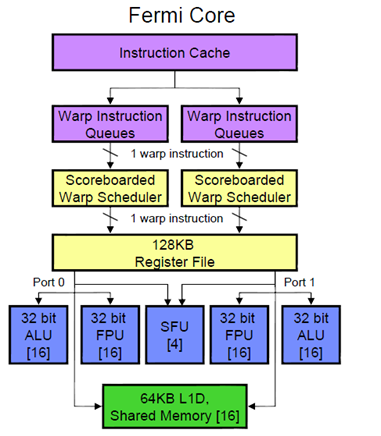 Fermi Core
Instruction Cache
Warp Instruction
Queues
Warp Instruction
Queues
1 warp instruction
Scoreboarded
Warp Scheduler
Scoreboarded
Warp Scheduler
1 warp instruction
128KB
Register File
Port 0
Port 1
32 bit
ALU
[16]
32 bit
FPU
[16]
SFU
[4]
32 bit
FPU
[16]
32 bit
ALU
[16]
64KB L1D,
Shared Memory [16]